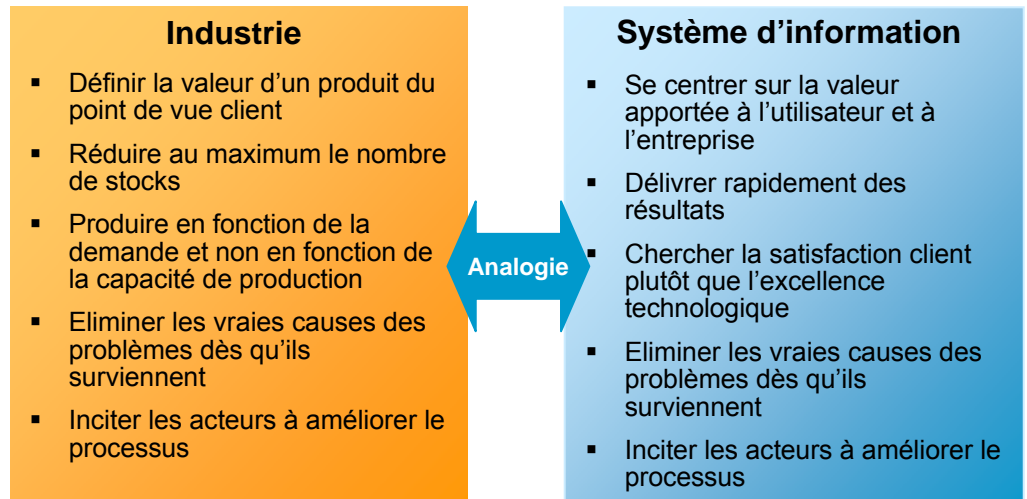 Industrie
▪ Définir la valeur d’un produit du
point de vue client
▪ Réduire au maximum le nombre
de stocks
▪ Produire en fonction de la
demande et non en fonction de
la capacité de production
▪ Eliminer les vraies causes des
problèmes dès qu’ils
surviennent
▪ Inciter les acteurs à améliorer le
processus
Analogie
Système d’information
▪ Se centrer sur la valeur
apportée à l’utilisateur et à
l’entreprise
▪ Délivrer rapidement des
résultats
▪ Chercher la satisfaction client
plutôt que l’excellence
technologique
▪ Eliminer les vraies causes des
problèmes dès qu’ils
surviennent
▪ Inciter les acteurs à améliorer le
processus